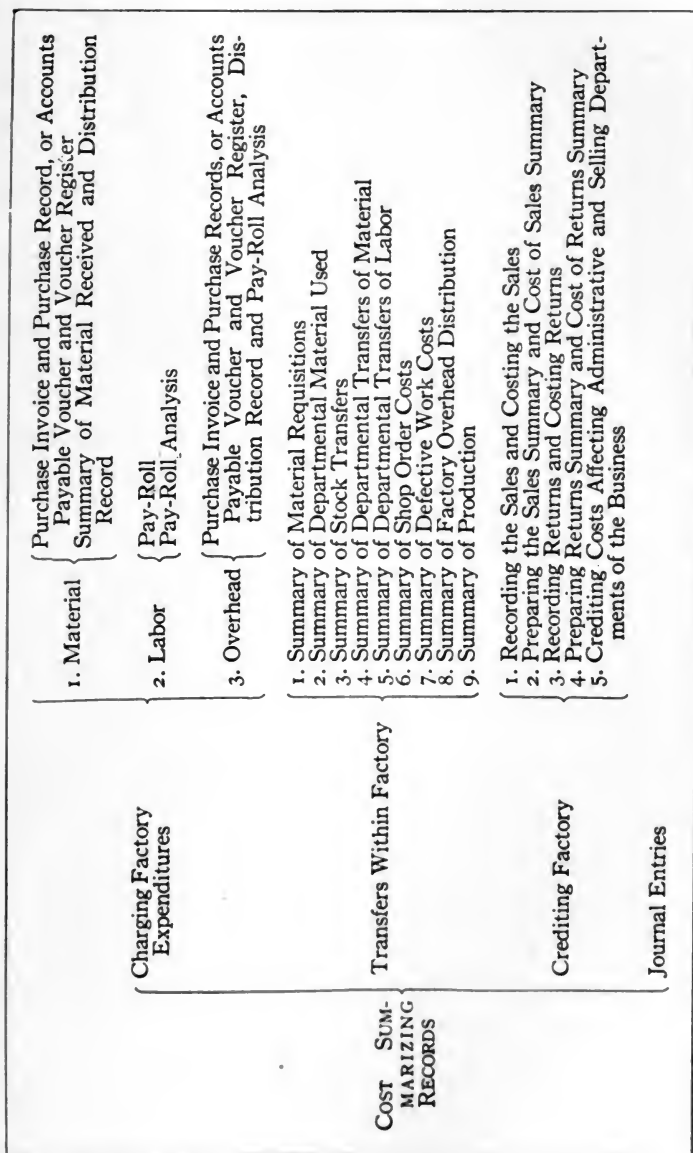 COST SUM-
MARIZING
RECORDS
Charging Factory
Expenditures
1. Material
Purchase Invoice and Purchase Record, or Accounts
Payable Voucher and Voucher Register
Summary of Material Received and Distribution
Record
2. Labor
Pay-Roll
Pay-Roll Analysis
3. Overhead
Purchase Invoice and Purchase Records, or Accounts
Payable Voucher and Voucher Register, Dis-
tribution Record and Pay-Roll Analysis
Transfers Within Factory
1. Summary of Material Requisitions
2. Summary of Departmental Material Used
3. Summary of Stock Transfers
4. Summary of Departmental Transfers of Material
5. Summary of Departmental Transfers of Labor
6. Summary of Shop Order Costs
7. Summary of Defective Work Costs
8. Summary of Factory Overhead Distribution
9. Summary of Production
Crediting Factory
1. Recording the Sales and Costing the Sales
2. Preparing the Sales Summary and Cost of Sales Summary
3. Recording Returns and Costing Returns
4. Preparing Returns Summary and Cost of Returns Summary
5. Crediting Costs Affecting Administrative and Selling Depart-
ments of the Business
Journal Entries